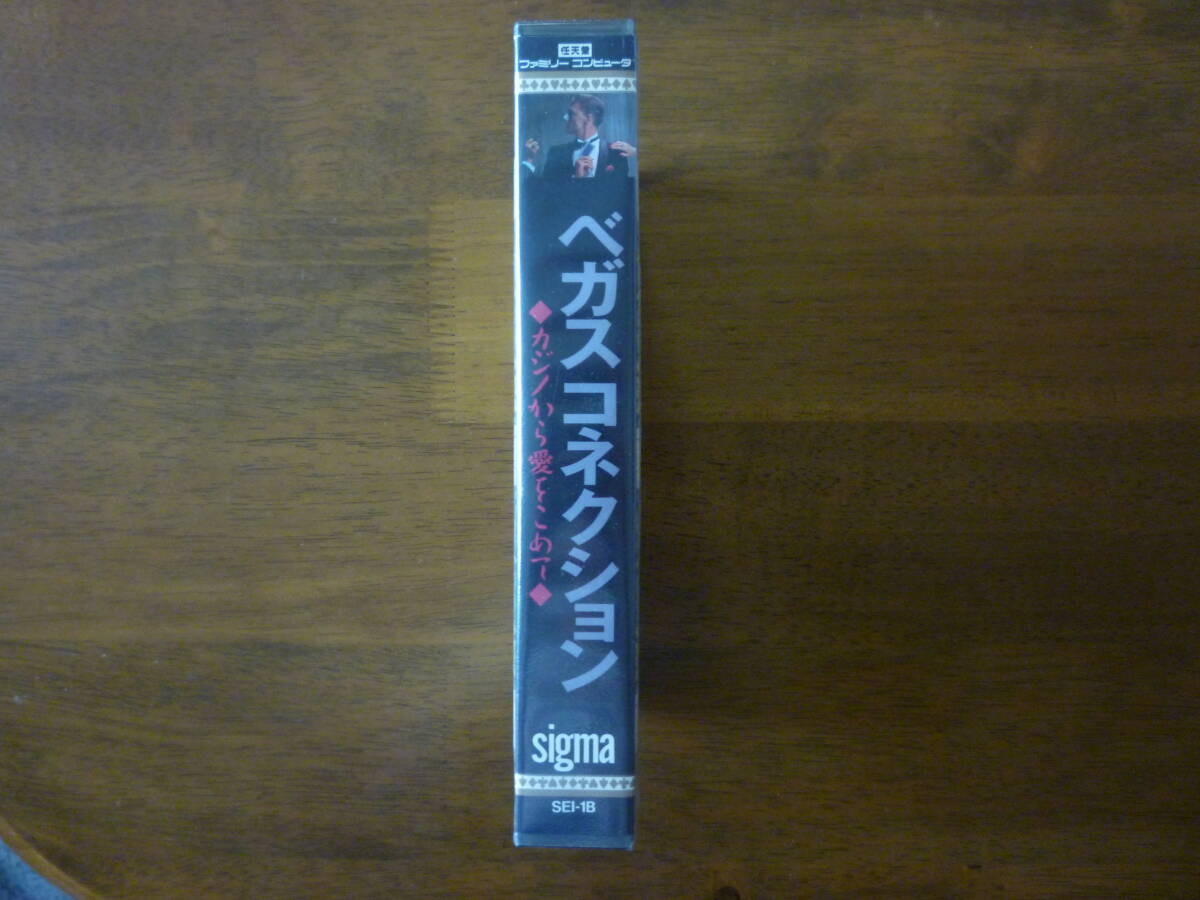 任天堂
ファミリー コンピュータ
ベガスコネクション
◆カジノから愛をこめて◆
sigma
SEI-1B